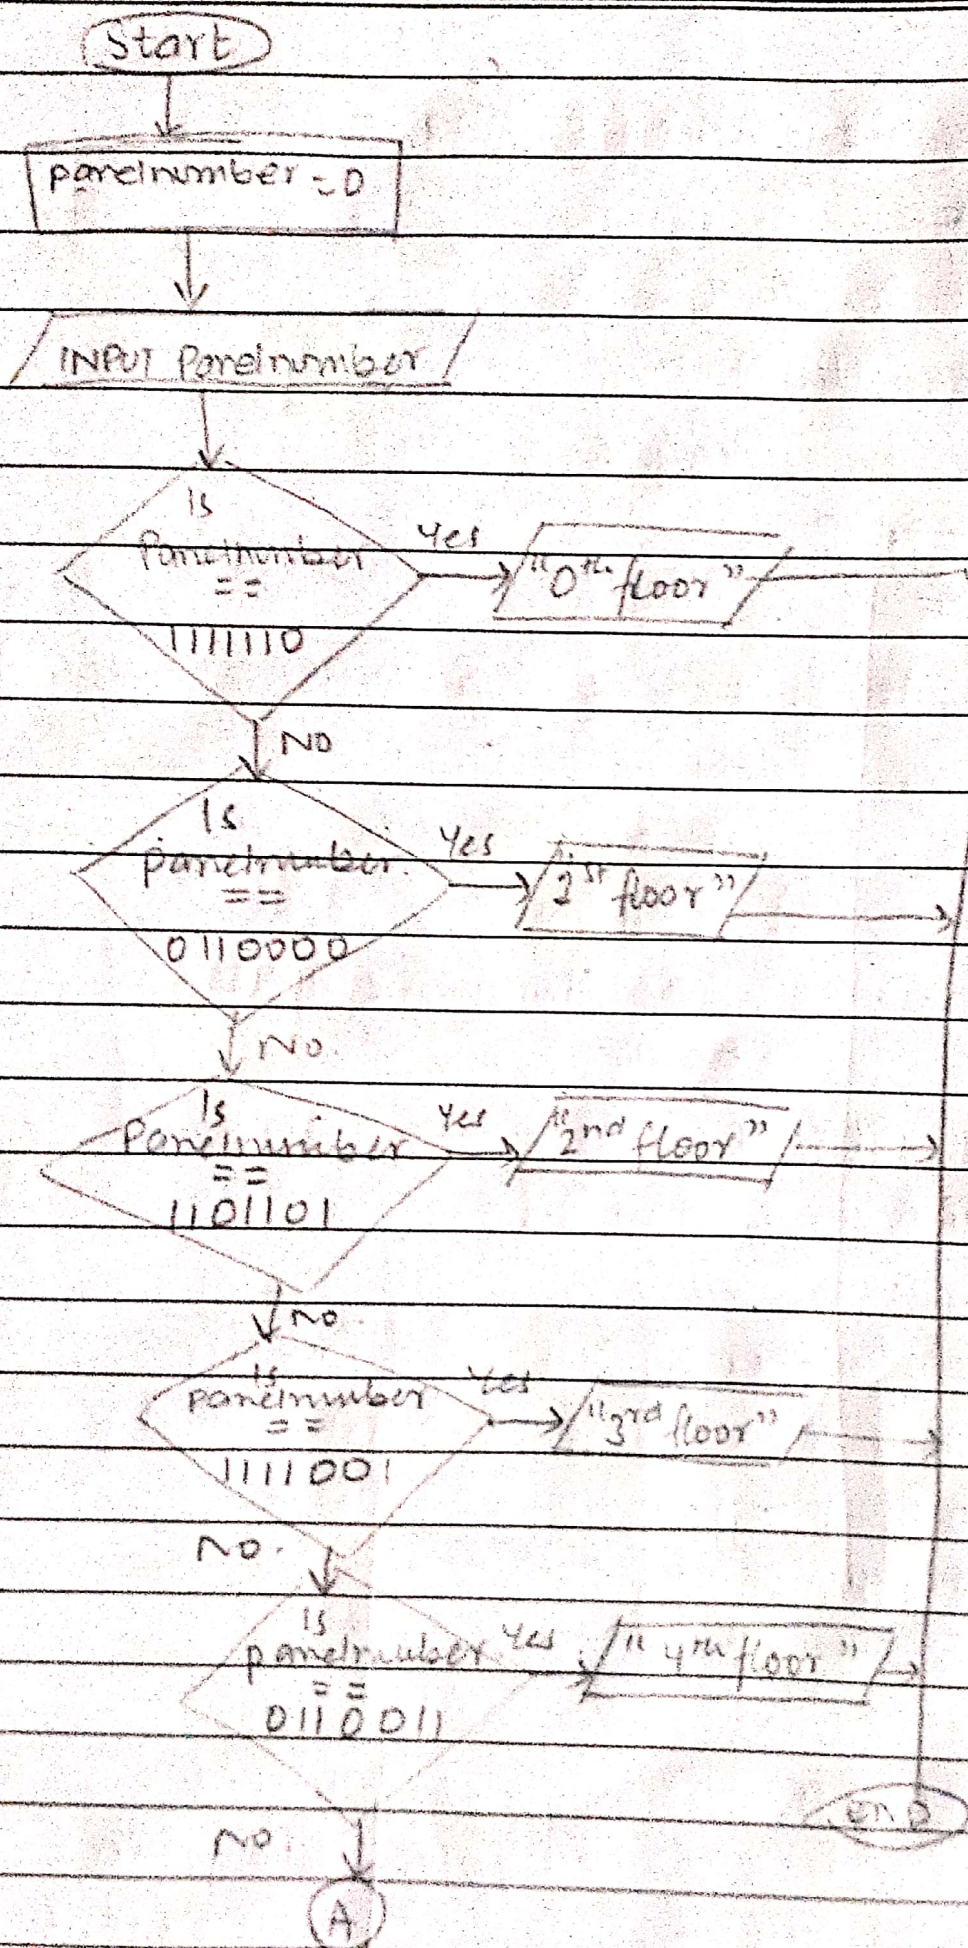 Start
panelnumber = 0
INPUT Panelnumber
Is
Panelnumber
==
1111110
Yes
"0th floor"
NO
Is
panelnumber
==
0110000
Yes
"1st floor"
No.
Is
Panelnumber
==
1101101
Yes
"2nd floor"
No.
Is
panelnumber
==
1111001
Yes
"3rd floor"
No.
Is
panelnumber
==
0110011
Yes
"4th floor"
END
No.
A